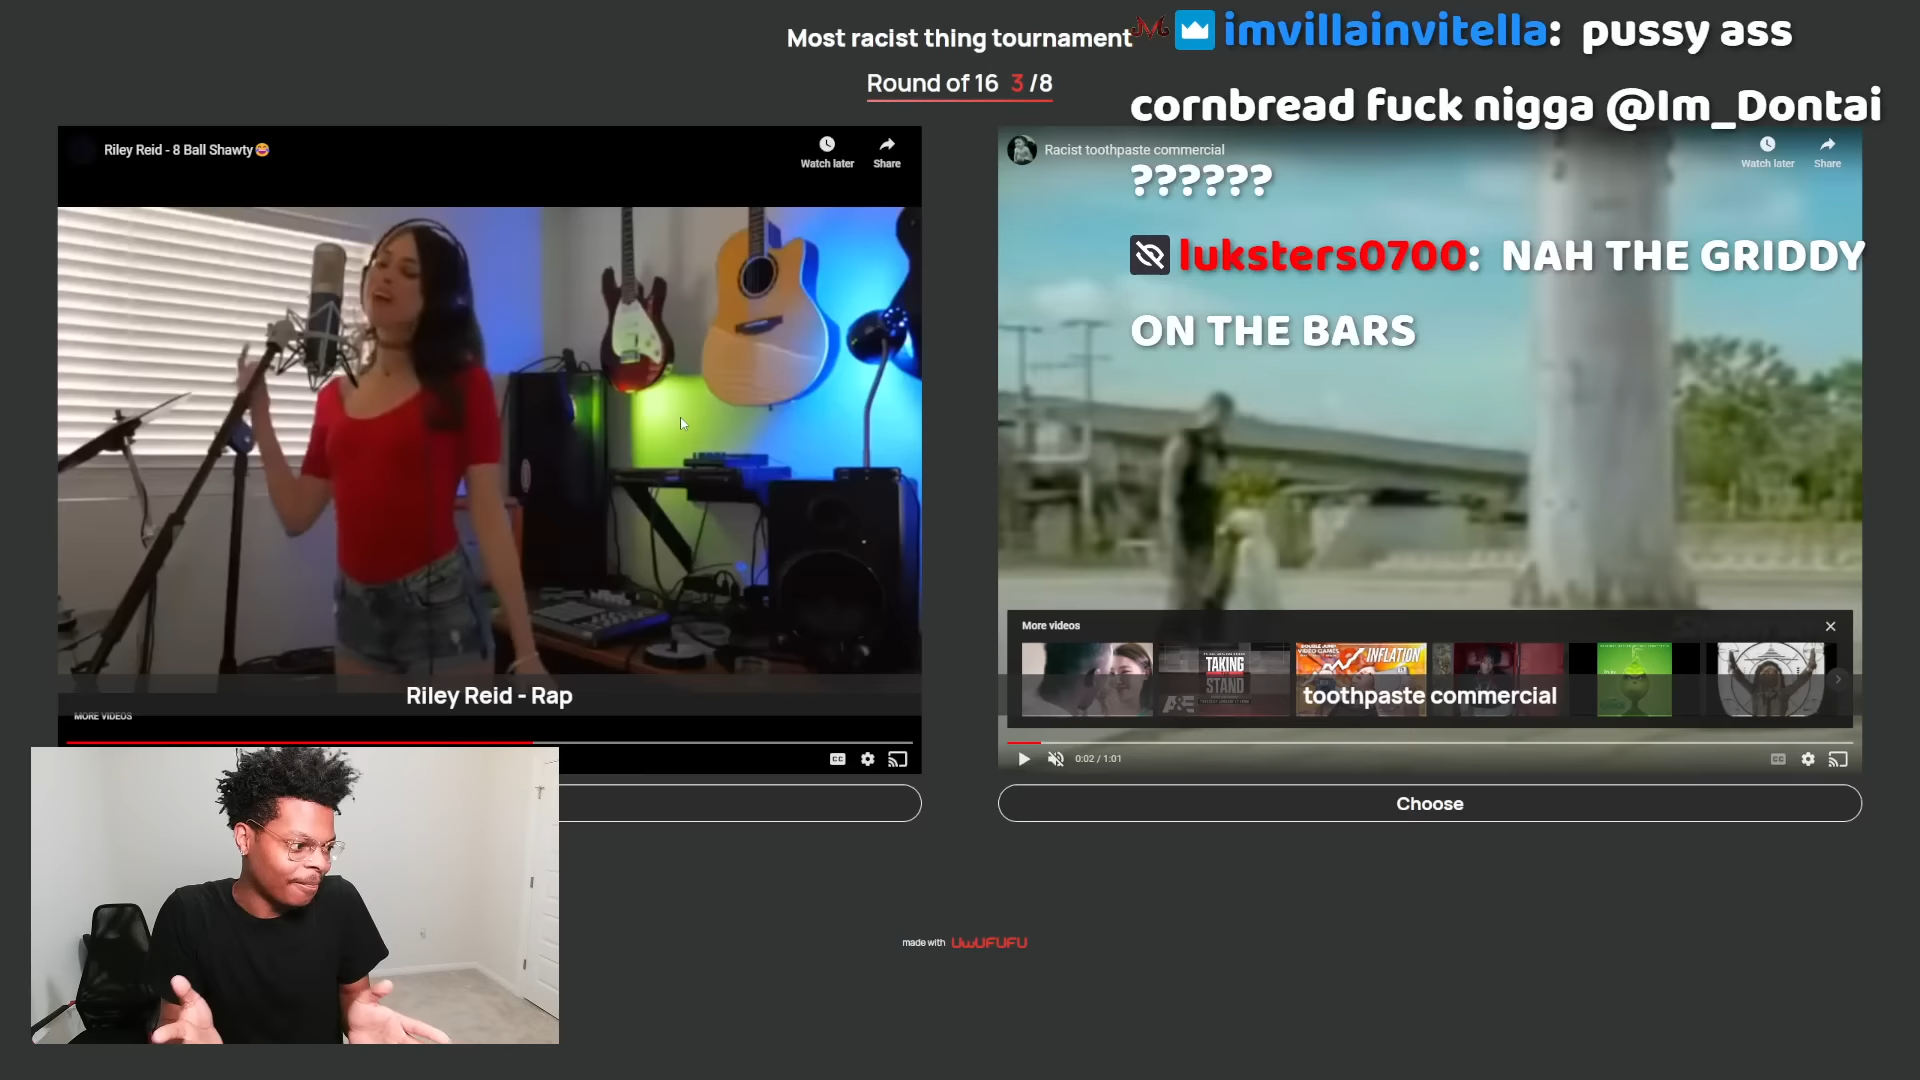 Most racist thing tournament
Round of 16 3 /8
imvillainvitella: pussy ass
cornbread fuck nigga @Im_Dontai
??????
luksters0700: NAH THE GRIDDY
ON THE BARS
Riley Reid - 8 Ball Shawty😂
Watch later
Share
Riley Reid - Rap
MORE VIDEOS
CC
Racist toothpaste commercial
Watch later
Share
More videos
TAKING
STAND
A&E
INFLATION
toothpaste commercial
0:02 / 1:01
CC
Choose
made with UwUFUFU